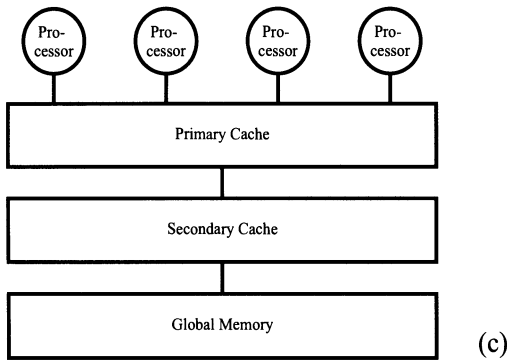 Pro-
cessor
Pro-
cessor
Pro-
cessor
Pro-
cessor
Primary Cache
Secondary Cache
Global Memory
(c)